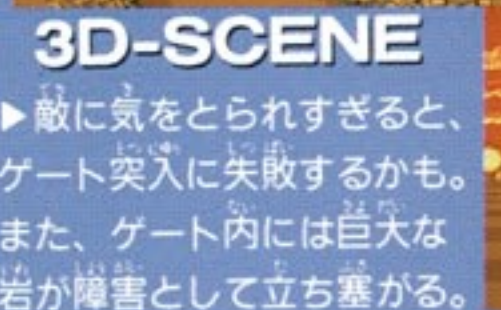 3D-SCENE
▶敵に気をとられすぎると、
ゲート突入に失敗するかも。
また、ゲート内には巨大な
岩が障害として立ち塞がる。